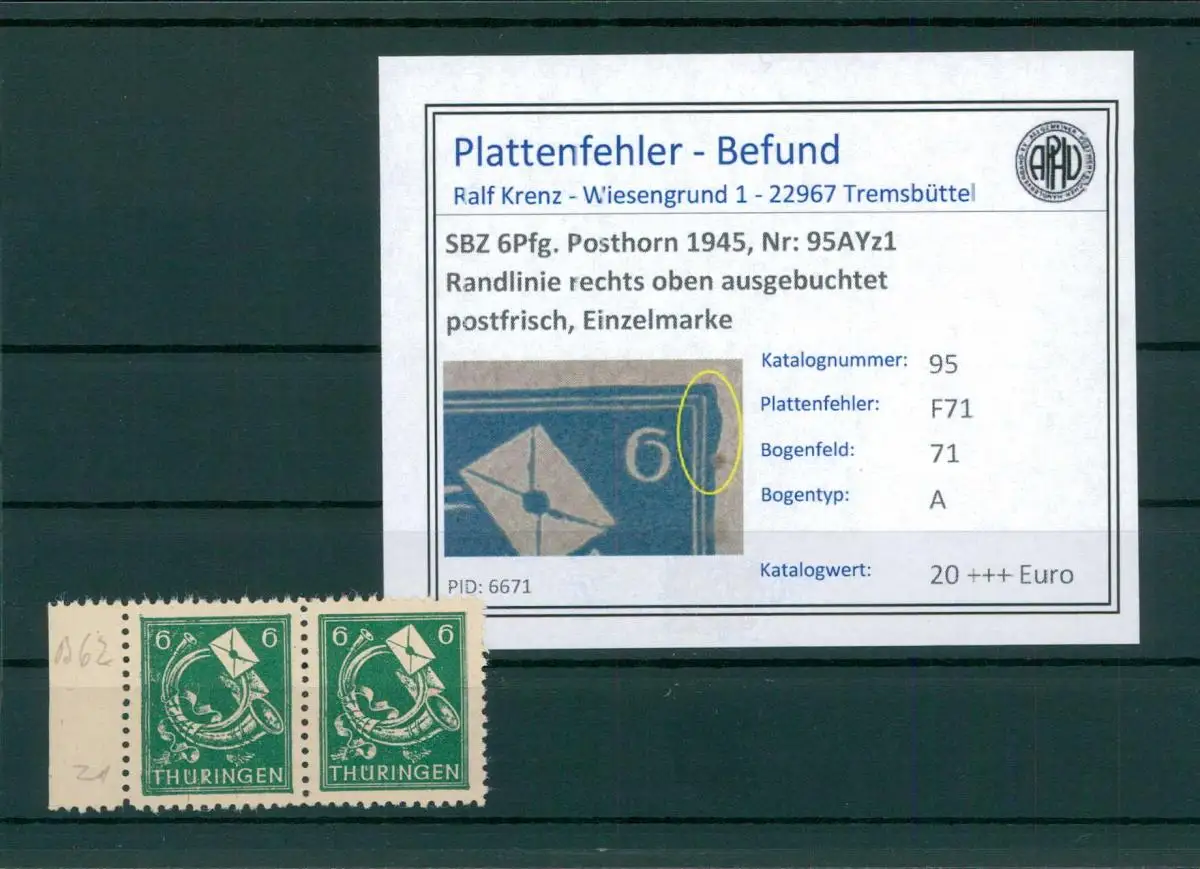 Plattenfehler - Befund
Ralf Krenz - Wiesengrund 1 - 22967 Tremsbüttel
APHV
SBZ 6Pfg. Posthorn 1945, Nr: 95AYz1
Randlinie rechts oben ausgebuchtet
postfrisch, Einzelmarke
6
Katalognummer: 95
Plattenfehler: F71
Bogenfeld: 71
Bogentyp: A
Katalogwert: 20 +++ Euro
PID: 6671
6 6
THÜRINGEN
6 6
THÜRINGEN